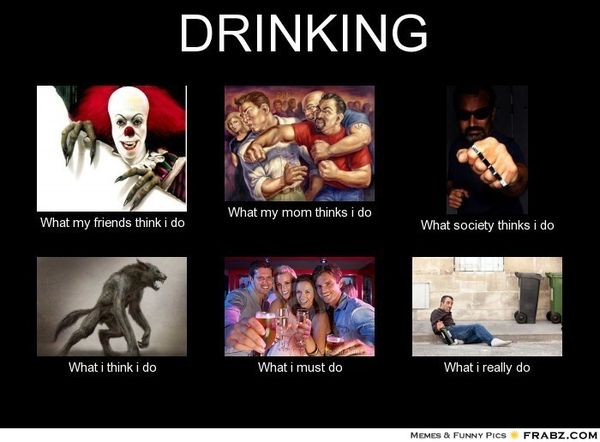 DRINKING
What my friends think i do
What my mom thinks i do
What society thinks i do
What i think i do
What i must do
What i really do
MEMES & FUNNY PICS FRABZ.COM